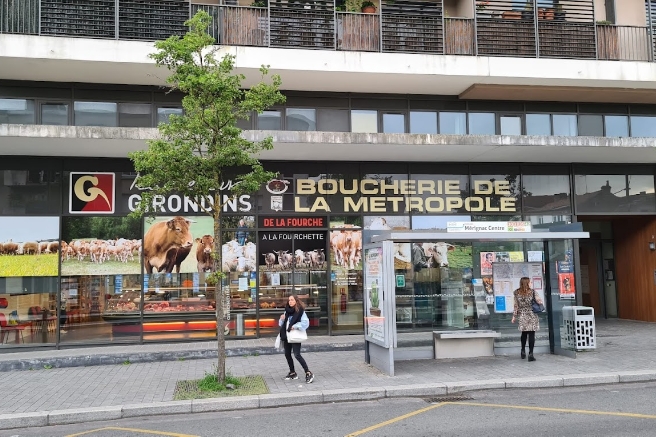 GIRONDINS
BOUCHERIE DE
LA METROPOLE
DE LA FOURCHE
A LA FOURCHETTE
Mérignac Centre